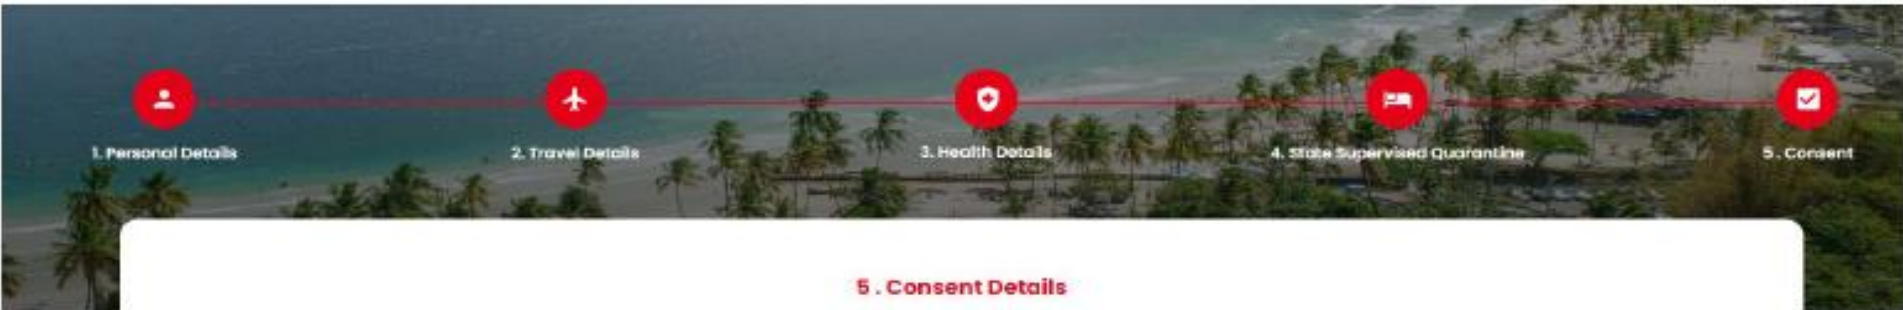 1. Personal Details
2. Travel Details
3. Health Details
4. State Supervised Quarantine
5 . Consent
5 . Consent Details